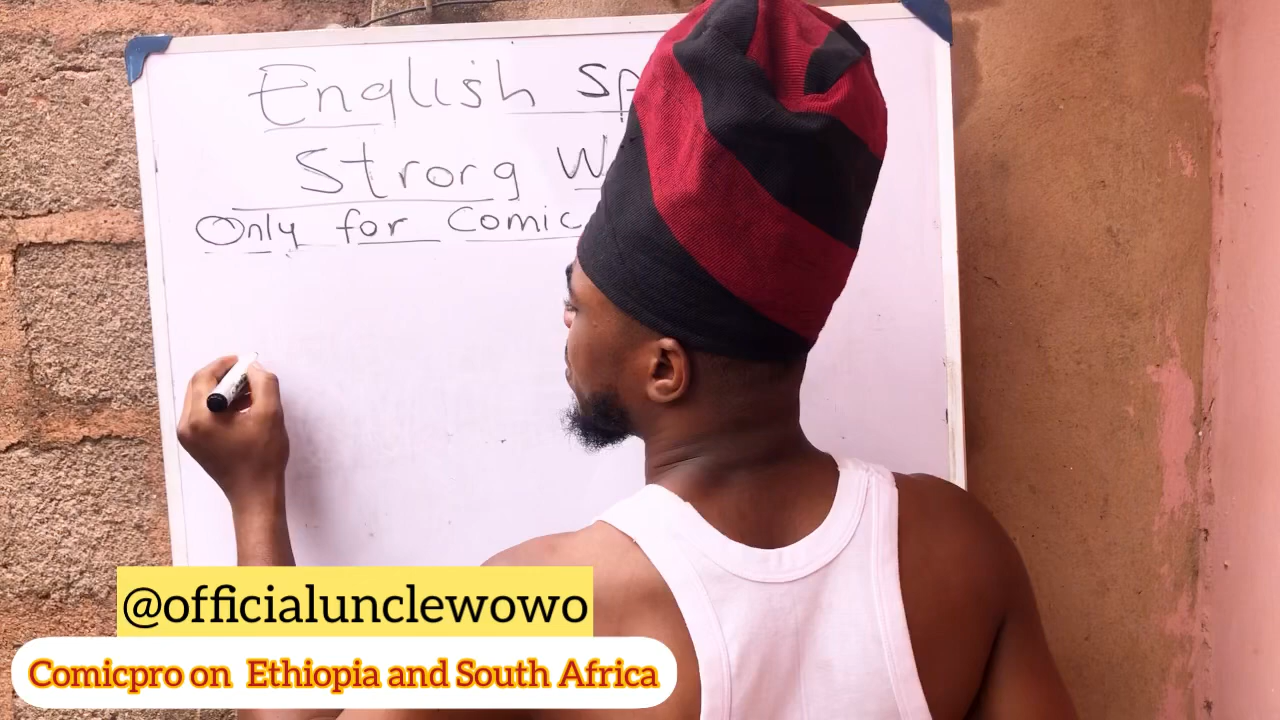 English Sp
Strorg W
Only for Comic
@officialunclewowo
Comicpro on Ethiopia and South Africa